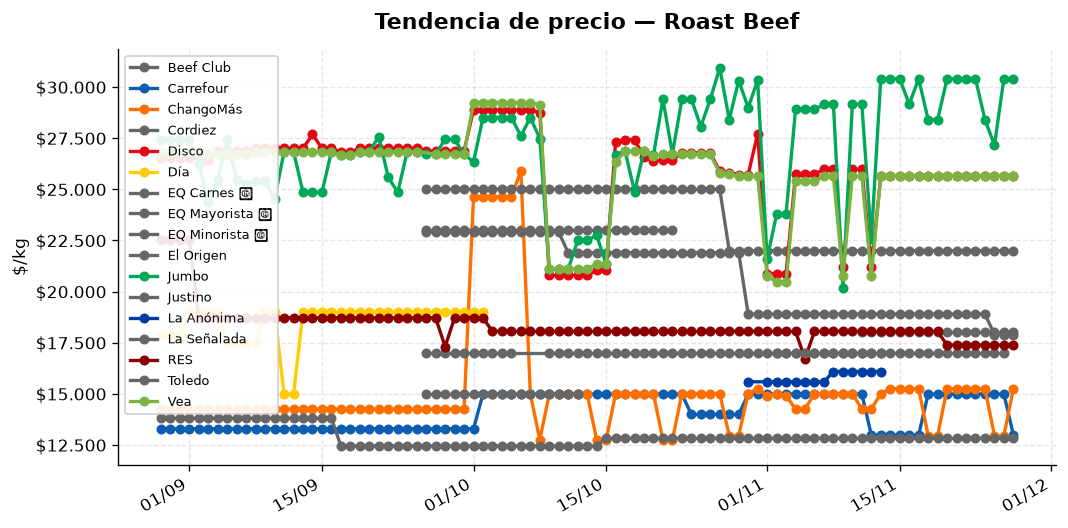 Tendencia de precio — Roast Beef
$30.000
$27.500
$25.000
$22.500
$20.000
$17.500
$15.000
$12.500
$/kg
Beef Club
Carrefour
ChangoMás
Cordiez
Disco
Día
EQ Carnes
EQ Mayorista
EQ Minorista
El Origen
Jumbo
Justino
La Anónima
La Señalada
RES
Toledo
Vea
01/09
15/09
01/10
15/10
01/11
15/11
01/12